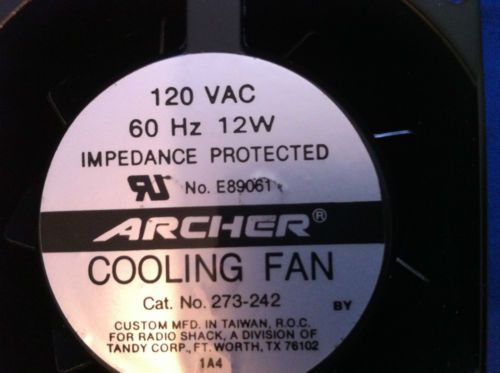 120 VAC
60 Hz 12W
IMPEDANCE PROTECTED
RU No. E89061
ARCHER®
COOLING FAN
Cat. No. 273-242 BY
CUSTOM MFD. IN TAIWAN, R.O.C.
FOR RADIO SHACK, A DIVISION OF
TANDY CORP., FT. WORTH, TX 76102
1A4